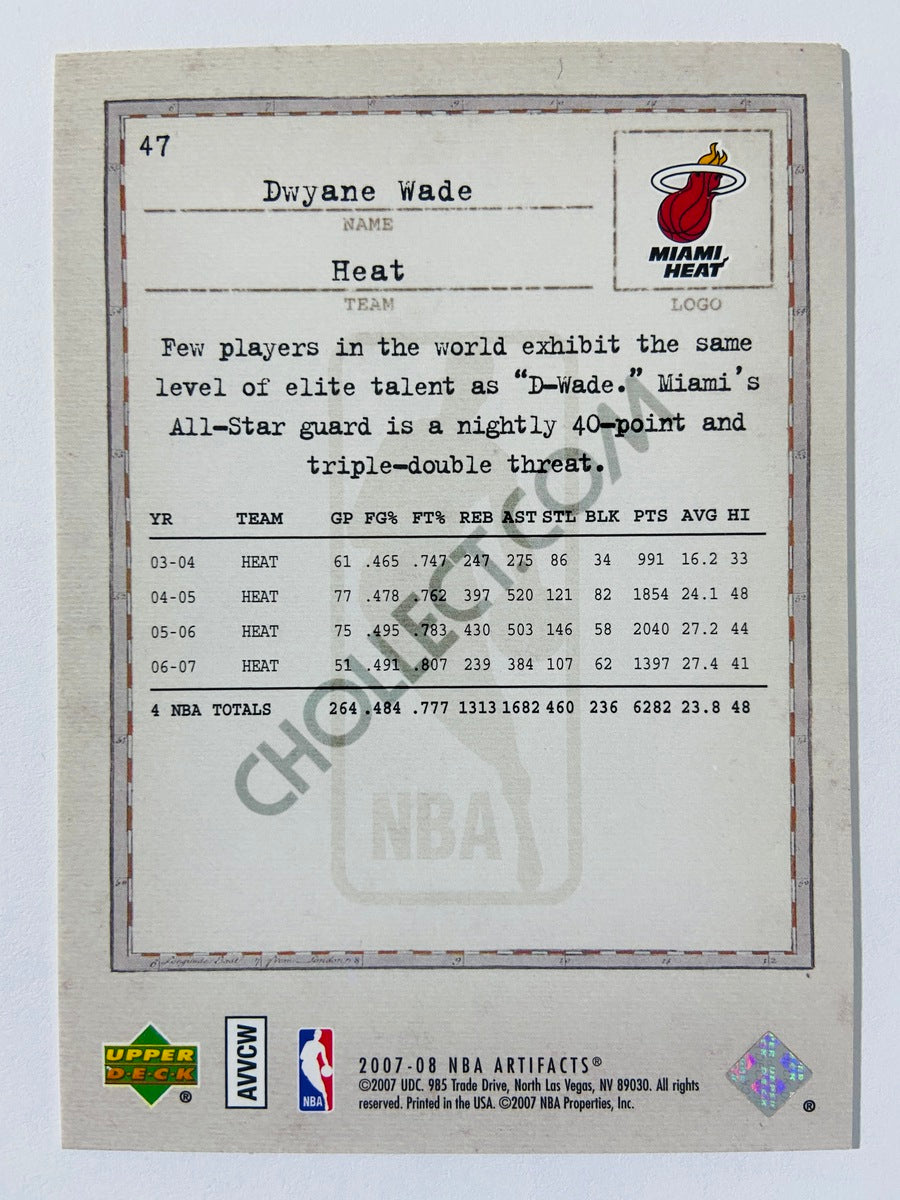 47
Dwyane Wade
NAME
Heat
TEAM
MIAMI
HEAT
LOGO
Few players in the world exhibit the same
level of elite talent as “D-Wade.” Miami's
All-Star guard is a nightly 40-point and
triple-double threat.
YR TEAM GP FG% FT% REB AST STL BLK PTS AVG HI
03-04 HEAT 61 .465 .747 247 275 86 34 991 16.2 33
04-05 HEAT 77 .478 .762 397 520 121 82 1854 24.1 48
05-06 HEAT 75 .495 .783 430 503 146 58 2040 27.2 44
06-07 HEAT 51 .491 .807 239 384 107 62 1397 27.4 41
4 NBA TOTALS 264 .484 .777 1313 1682 460 236 6282 23.8 48
CHOLLECT.COM
NBA
UPPER
D·E·C·K
®
AVVCW
NBA
2007-08 NBA ARTIFACTS®
©2007 UDC. 985 Trade Drive, North Las Vegas, NV 89030. All rights
reserved. Printed in the USA. ©2007 NBA Properties, Inc.
®